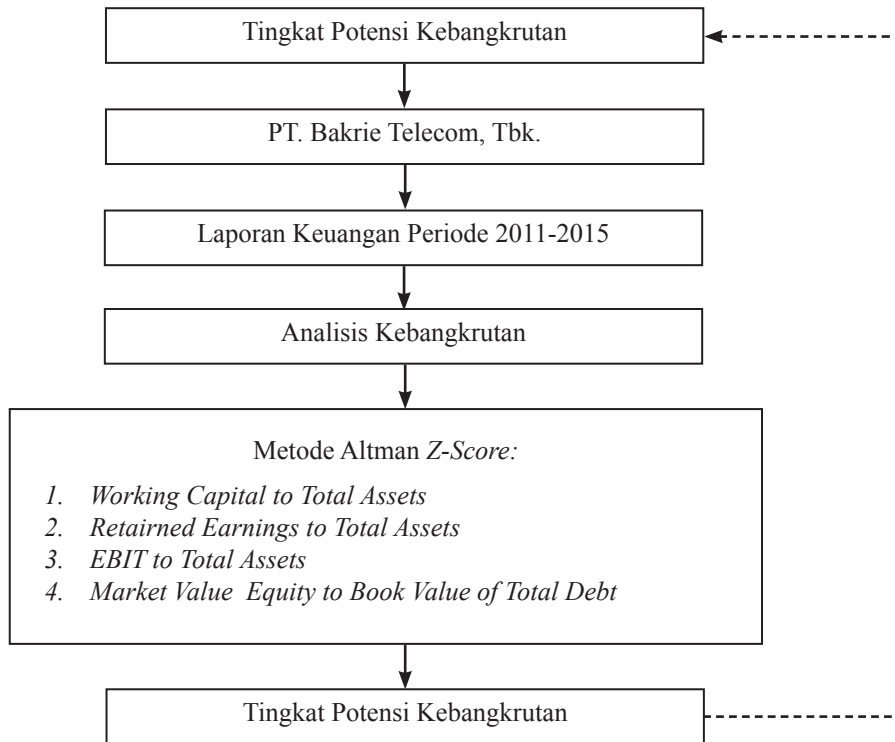 Tingkat Potensi Kebangkrutan
PT. Bakrie Telecom, Tbk.
Laporan Keuangan Periode 2011-2015
Analisis Kebangkrutan
Metode Altman Z-Score:
1. Working Capital to Total Assets
2. Retairned Earnings to Total Assets
3. EBIT to Total Assets
4. Market Value Equity to Book Value of Total Debt
Tingkat Potensi Kebangkrutan